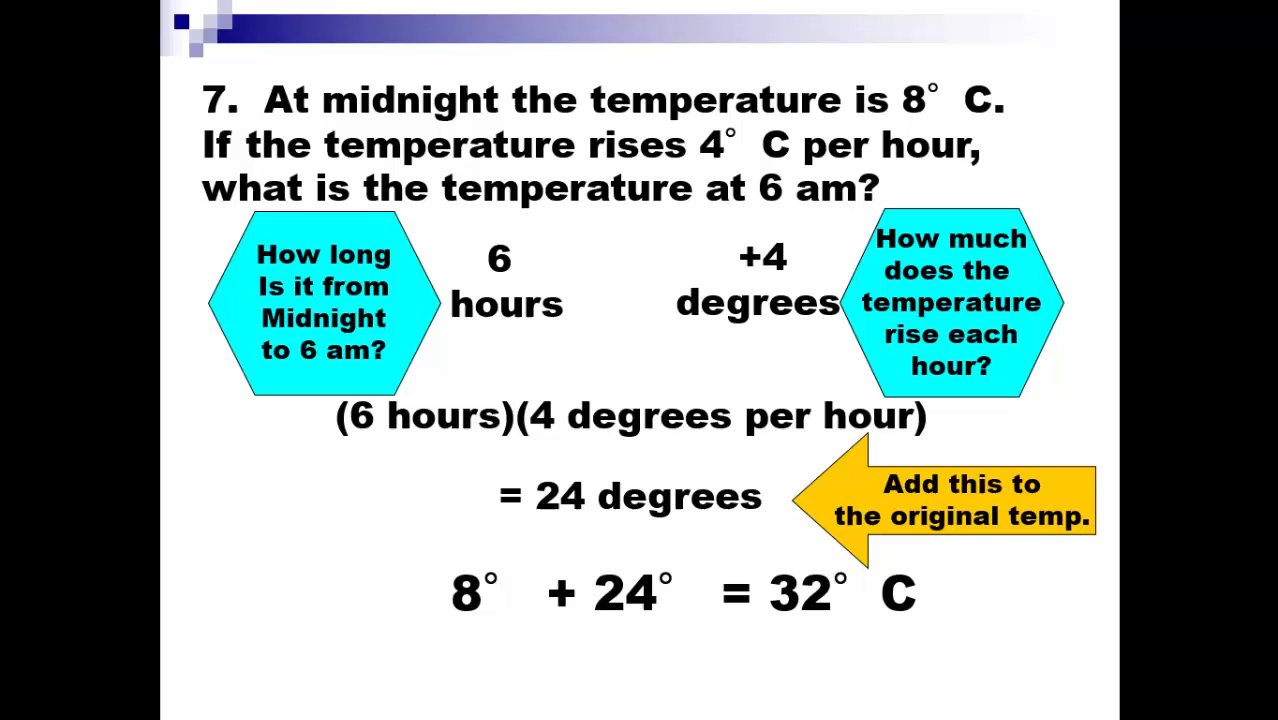 7. At midnight the temperature is 8° C.
If the temperature rises 4° C per hour,
what is the temperature at 6 am?
How long
Is it from
Midnight
to 6 am?
6
hours
+4
degrees
How much
does the
temperature
rise each
hour?
(6 hours)(4 degrees per hour)
= 24 degrees
Add this to
the original temp.
8° + 24° = 32° C